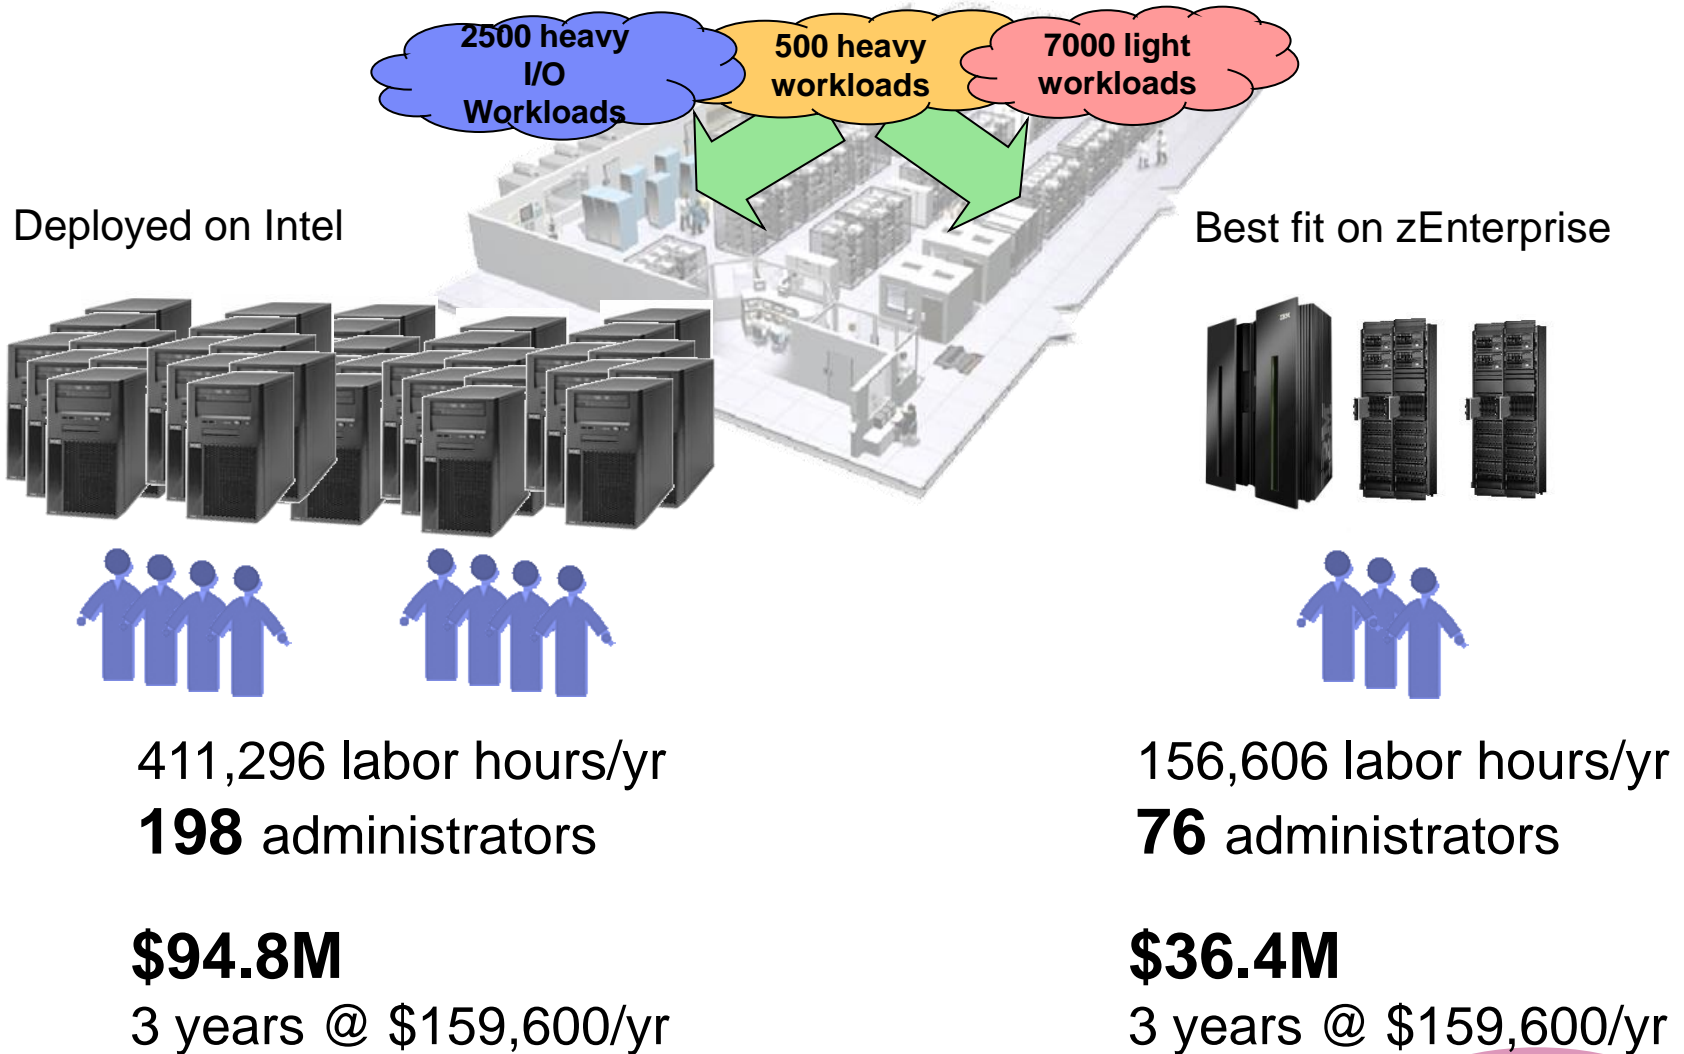 2500 heavy
I/O
Workloads
500 heavy
workloads
7000 light
workloads
Deployed on Intel
Best fit on zEnterprise
IBM
411,296 labor hours/yr
198 administrators
$94.8M
3 years @ $159,600/yr
156,606 labor hours/yr
76 administrators
$36.4M
3 years @ $159,600/yr